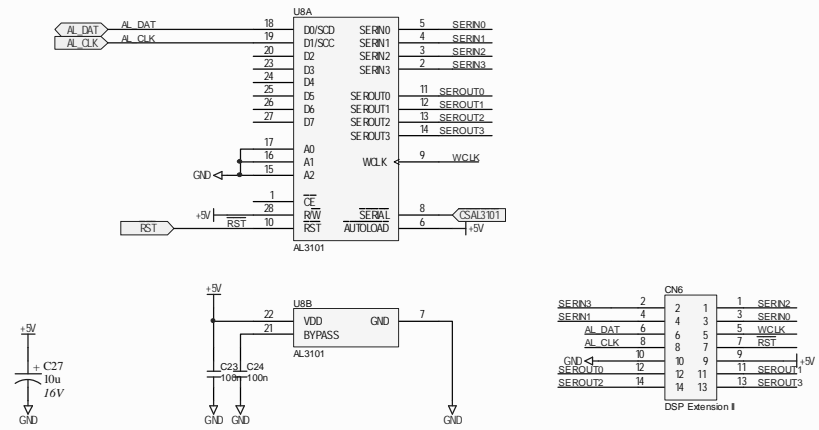 U8A
AL_DAT AL_DAT 18 D0/SCD SERIN0 5 SERIN0
AL_CLK AL_CLK 19 D1/SCC SERIN1 4 SERIN1
20 D2 SERIN2 3 SERIN2
23 D3 SERIN3 2 SERIN3
24 D4
25 D5 SEROUT0 11 SEROUT0
26 D6 SEROUT1 12 SEROUT1
27 D7 SEROUT2 13 SEROUT2
SEROUT3 14 SEROUT3
17 A0
16 A1 WCLK 9 WCLK
GND 15 A2
1 CE
+5V 28 R/W SERIAL 8 CSAL3101
RST RST 10 RST AUTOLOAD 6 +5V
AL3101
+5V
U8B
22 VDD GND 7
21 BYPASS
AL3101
C23 C24
100n 100n
GND GND GND
+5V
+ C27
10u
16V
GND
CN6
SERIN3 2 2 1 1 SERIN2
SERIN1 4 4 3 3 SERIN0
AL_DAT 6 6 5 5 WCLK
AL_CLK 8 8 7 7 RST
GND 10 10 9 9 +5V
SEROUT0 12 12 11 11 SEROUT1
SEROUT2 14 14 13 13 SEROUT3
DSP Extension II